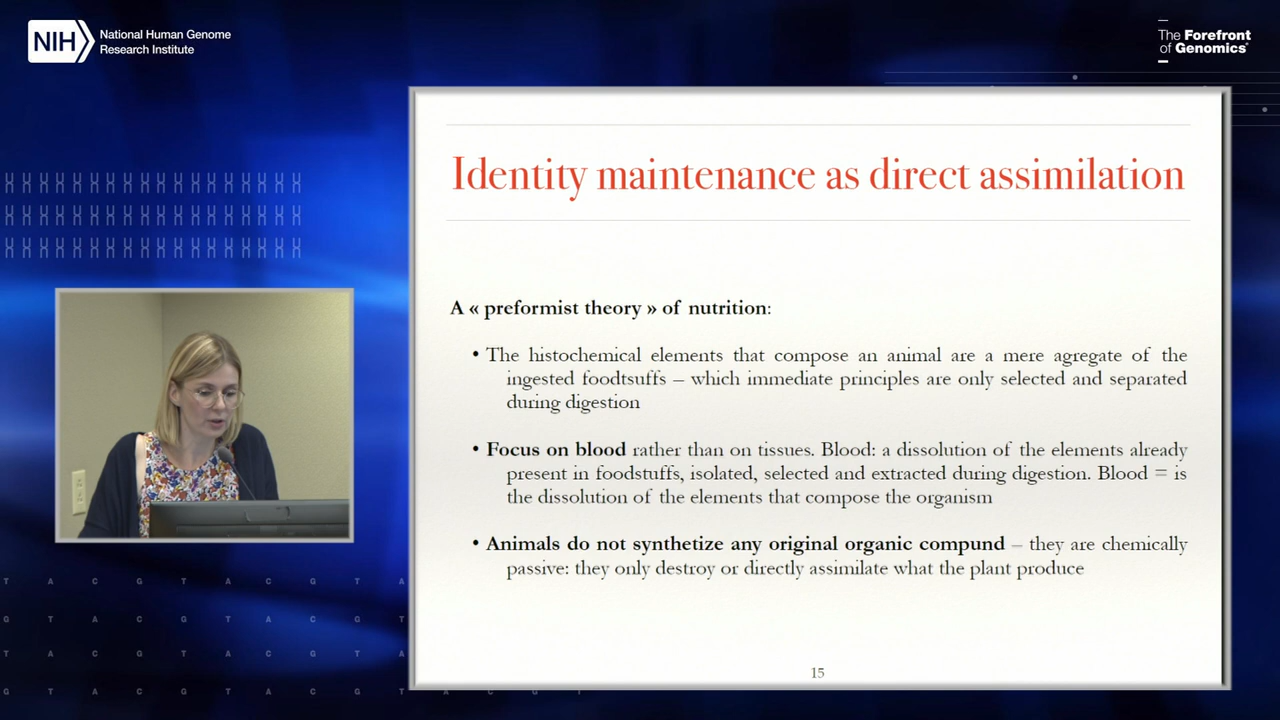 NIH
National Human Genome
Research Institute
The Forefront
of Genomics®
Identity maintenance as direct assimilation
A « preformist theory » of nutrition:
• The histochemical elements that compose an animal are a mere agregate of the
ingested foodtsuffs – which immediate principles are only selected and separated
during digestion
• Focus on blood rather than on tissues. Blood: a dissolution of the elements already
present in foodstuffs, isolated, selected and extracted during digestion. Blood = is
the dissolution of the elements that compose the organism
• Animals do not synthetize any original organic compund – they are chemically
passive: they only destroy or directly assimilate what the plant produce
15
T A C G T A C G T A
G T A C G T A C G T
T A C G T A C G T A
G T A C G T A C G T A C G T